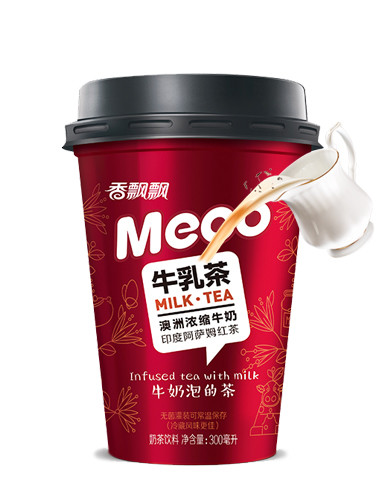 香飘飘
Meco
牛乳茶
MILK·TEA
澳洲浓缩牛奶
印度阿萨姆红茶
Infused tea with milk
牛奶泡的茶
无菌灌装可常温保存
(冷藏风味更佳)
奶茶饮料 净含量:300毫升